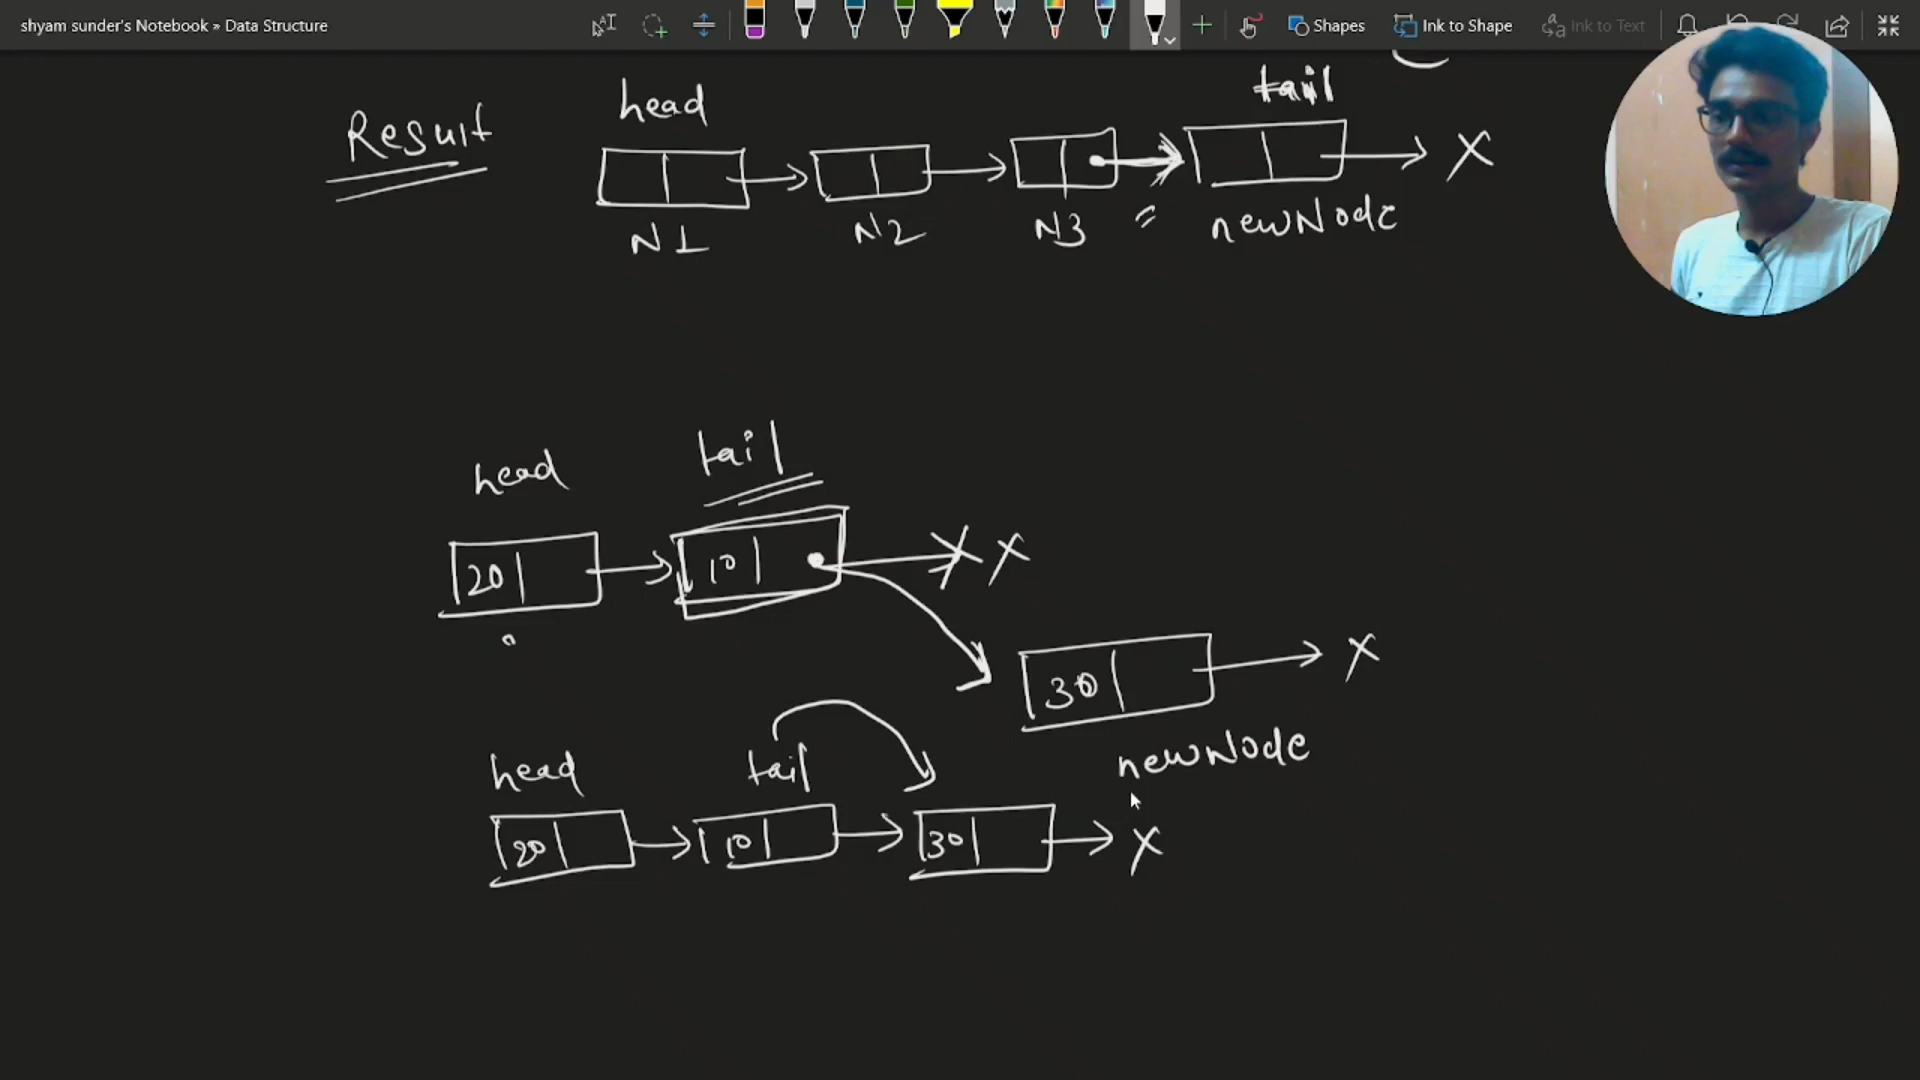 shyam sunder's Notebook » Data Structure
Shapes Ink to Shape Ink to Text
Result
head tail
N1 N2 N3 newNode
X
head tail
20 10 X X
30 X
newNode
head tail
20 10 30 X